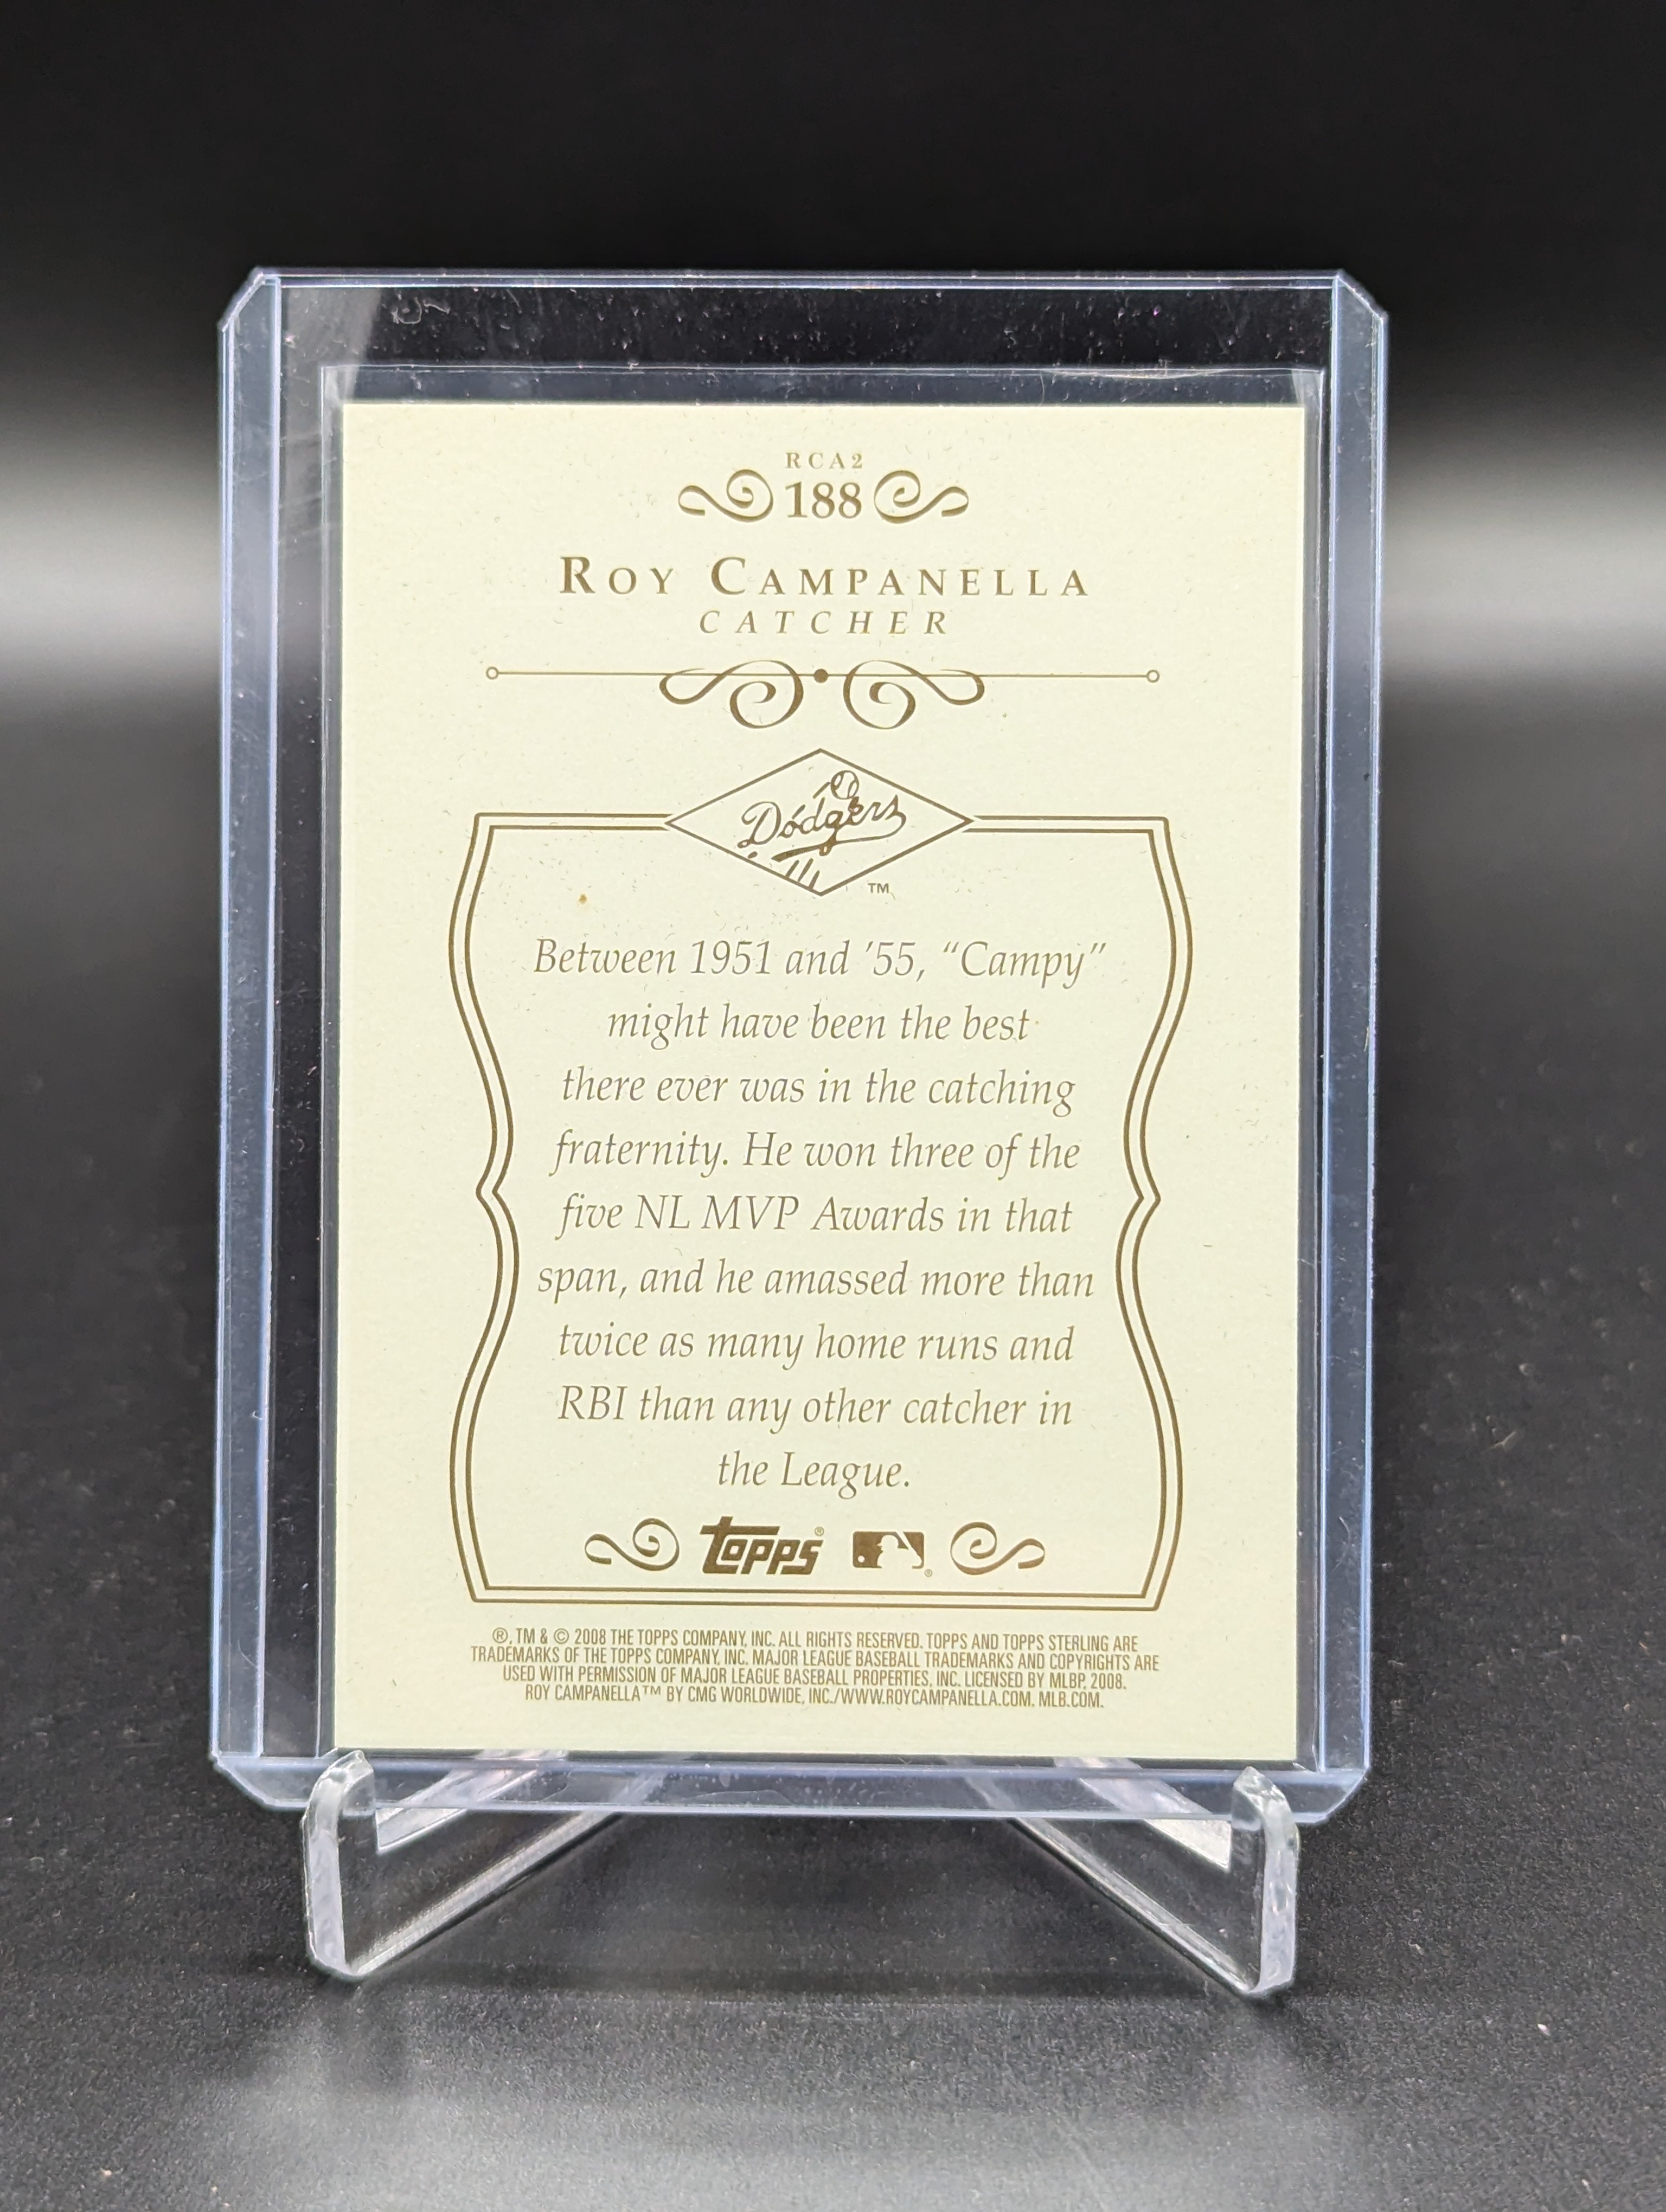 RCA2
188
ROY CAMPANELLA
CATCHER
Dodgers
TM
Between 1951 and '55, “Campy”
might have been the best
there ever was in the catching
fraternity. He won three of the
five NL MVP Awards in that
span, and he amassed more than
twice as many home runs and
RBI than any other catcher in
the League.
topps® ®
®, TM & © 2008 THE TOPPS COMPANY, INC. ALL RIGHTS RESERVED. TOPPS AND TOPPS STERLING ARE
TRADEMARKS OF THE TOPPS COMPANY, INC. MAJOR LEAGUE BASEBALL TRADEMARKS AND COPYRIGHTS ARE
USED WITH PERMISSION OF MAJOR LEAGUE BASEBALL PROPERTIES, INC. LICENSED BY MLBP, 2008.
ROY CAMPANELLA™ BY CMG WORLDWIDE, INC./WWW.ROYCAMPANELLA.COM. MLB.COM.